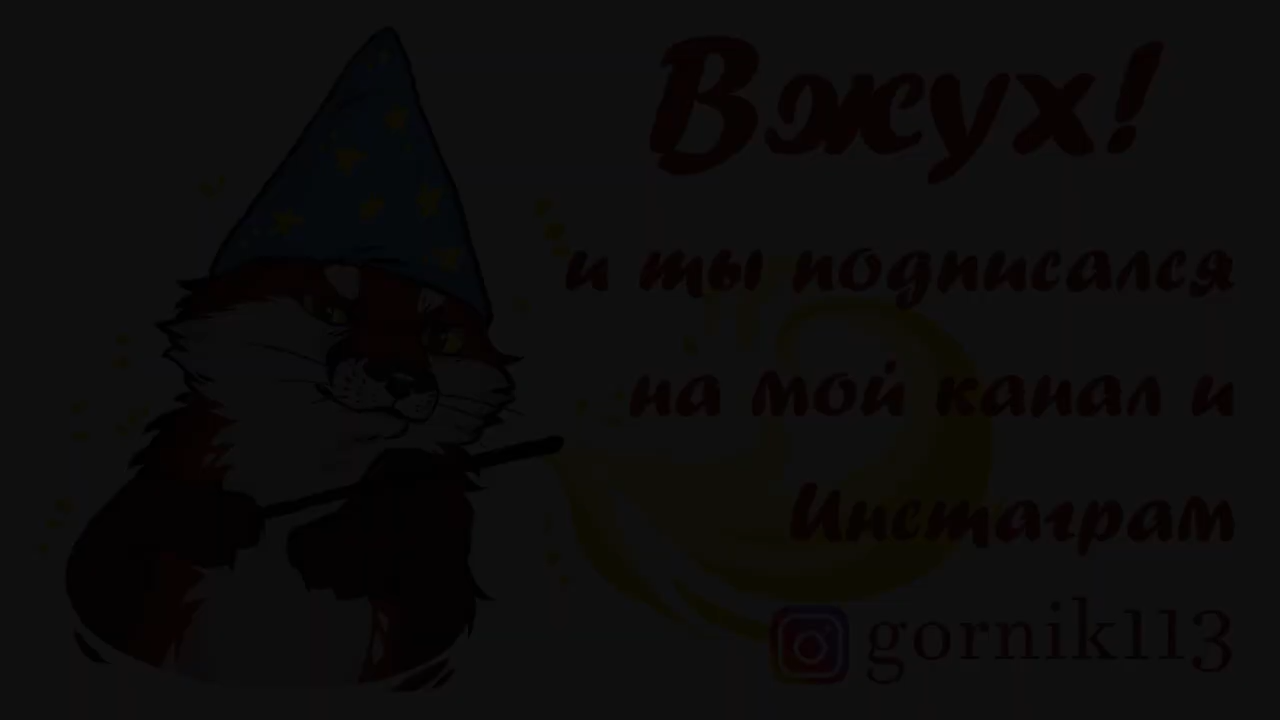 Вжух!
и ты подписался
на мой канал и
Инстаграм
gornik113